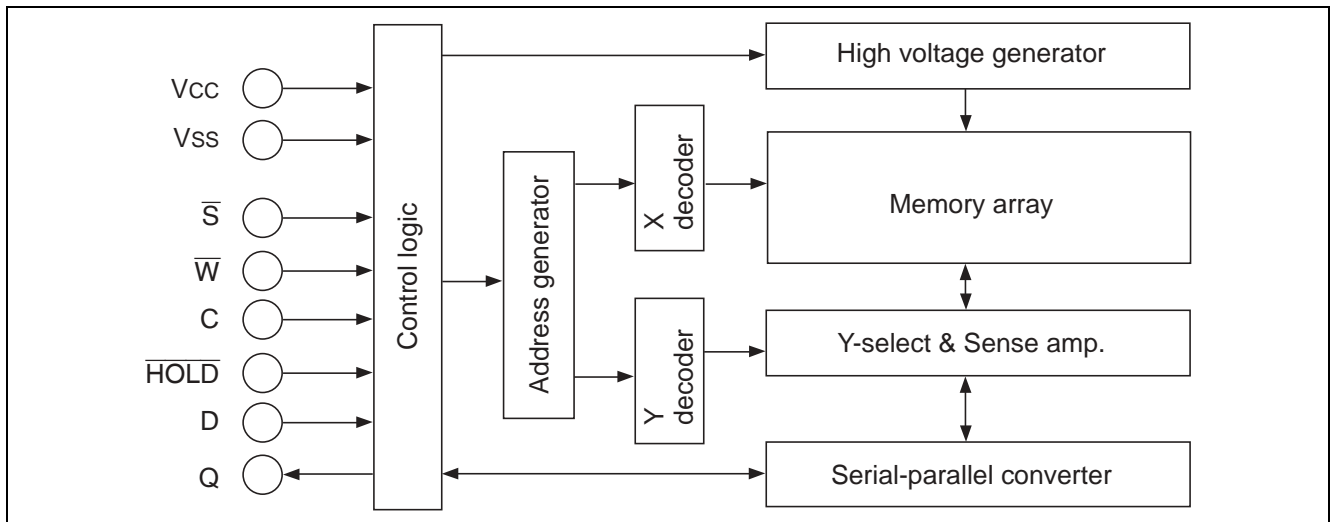 VCC
VSS
S̅
W̅
C
H̅O̅L̅D̅
D
Q
Control logic
Address generator
X
decoder
Y
decoder
High voltage generator
Memory array
Y-select & Sense amp.
Serial-parallel converter